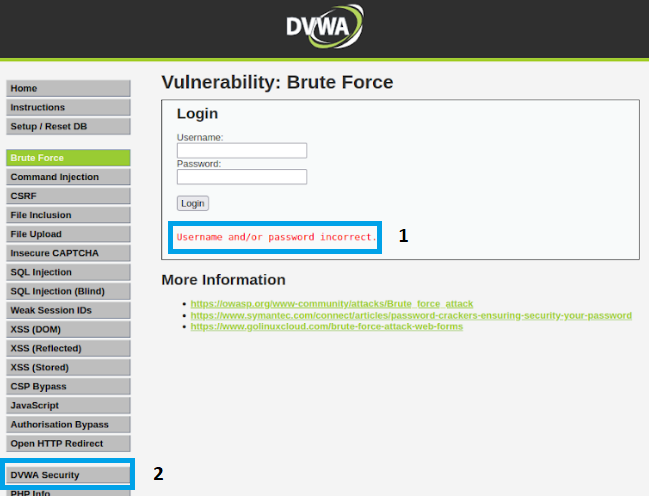 DVWA
Home
Instructions
Setup / Reset DB
Brute Force
Command Injection
CSRF
File Inclusion
File Upload
Insecure CAPTCHA
SQL Injection
SQL Injection (Blind)
Weak Session IDs
XSS (DOM)
XSS (Reflected)
XSS (Stored)
CSP Bypass
JavaScript
Authorisation Bypass
Open HTTP Redirect
DVWA Security
2
PHP Info
Vulnerability: Brute Force
Login
Username:
Password:
Login
Username and/or password incorrect.
1
More Information
https://owasp.org/www-community/attacks/Brute_force_attack
https://www.symantec.com/connect/articles/password-crackers-ensuring-security-your-password
https://www.golinuxcloud.com/brute-force-attack-web-forms